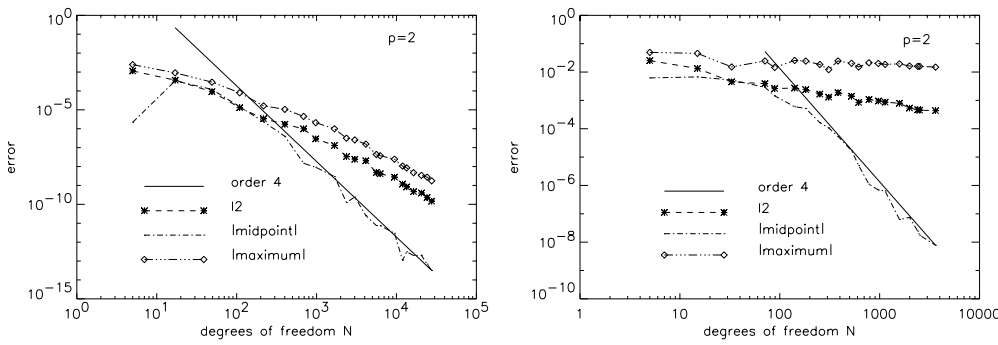 10^0
p=2
10^-5
error
order 4
l2
10^-10
|midpoint|
|maximum|
10^-15
10^0 10^1 10^2 10^3 10^4 10^5
degrees of freedom N
10^0
p=2
10^-2
10^-4
error
10^-6
order 4
l2
10^-8
|midpoint|
|maximum|
10^-10
1 10 100 1000 10000
degrees of freedom N